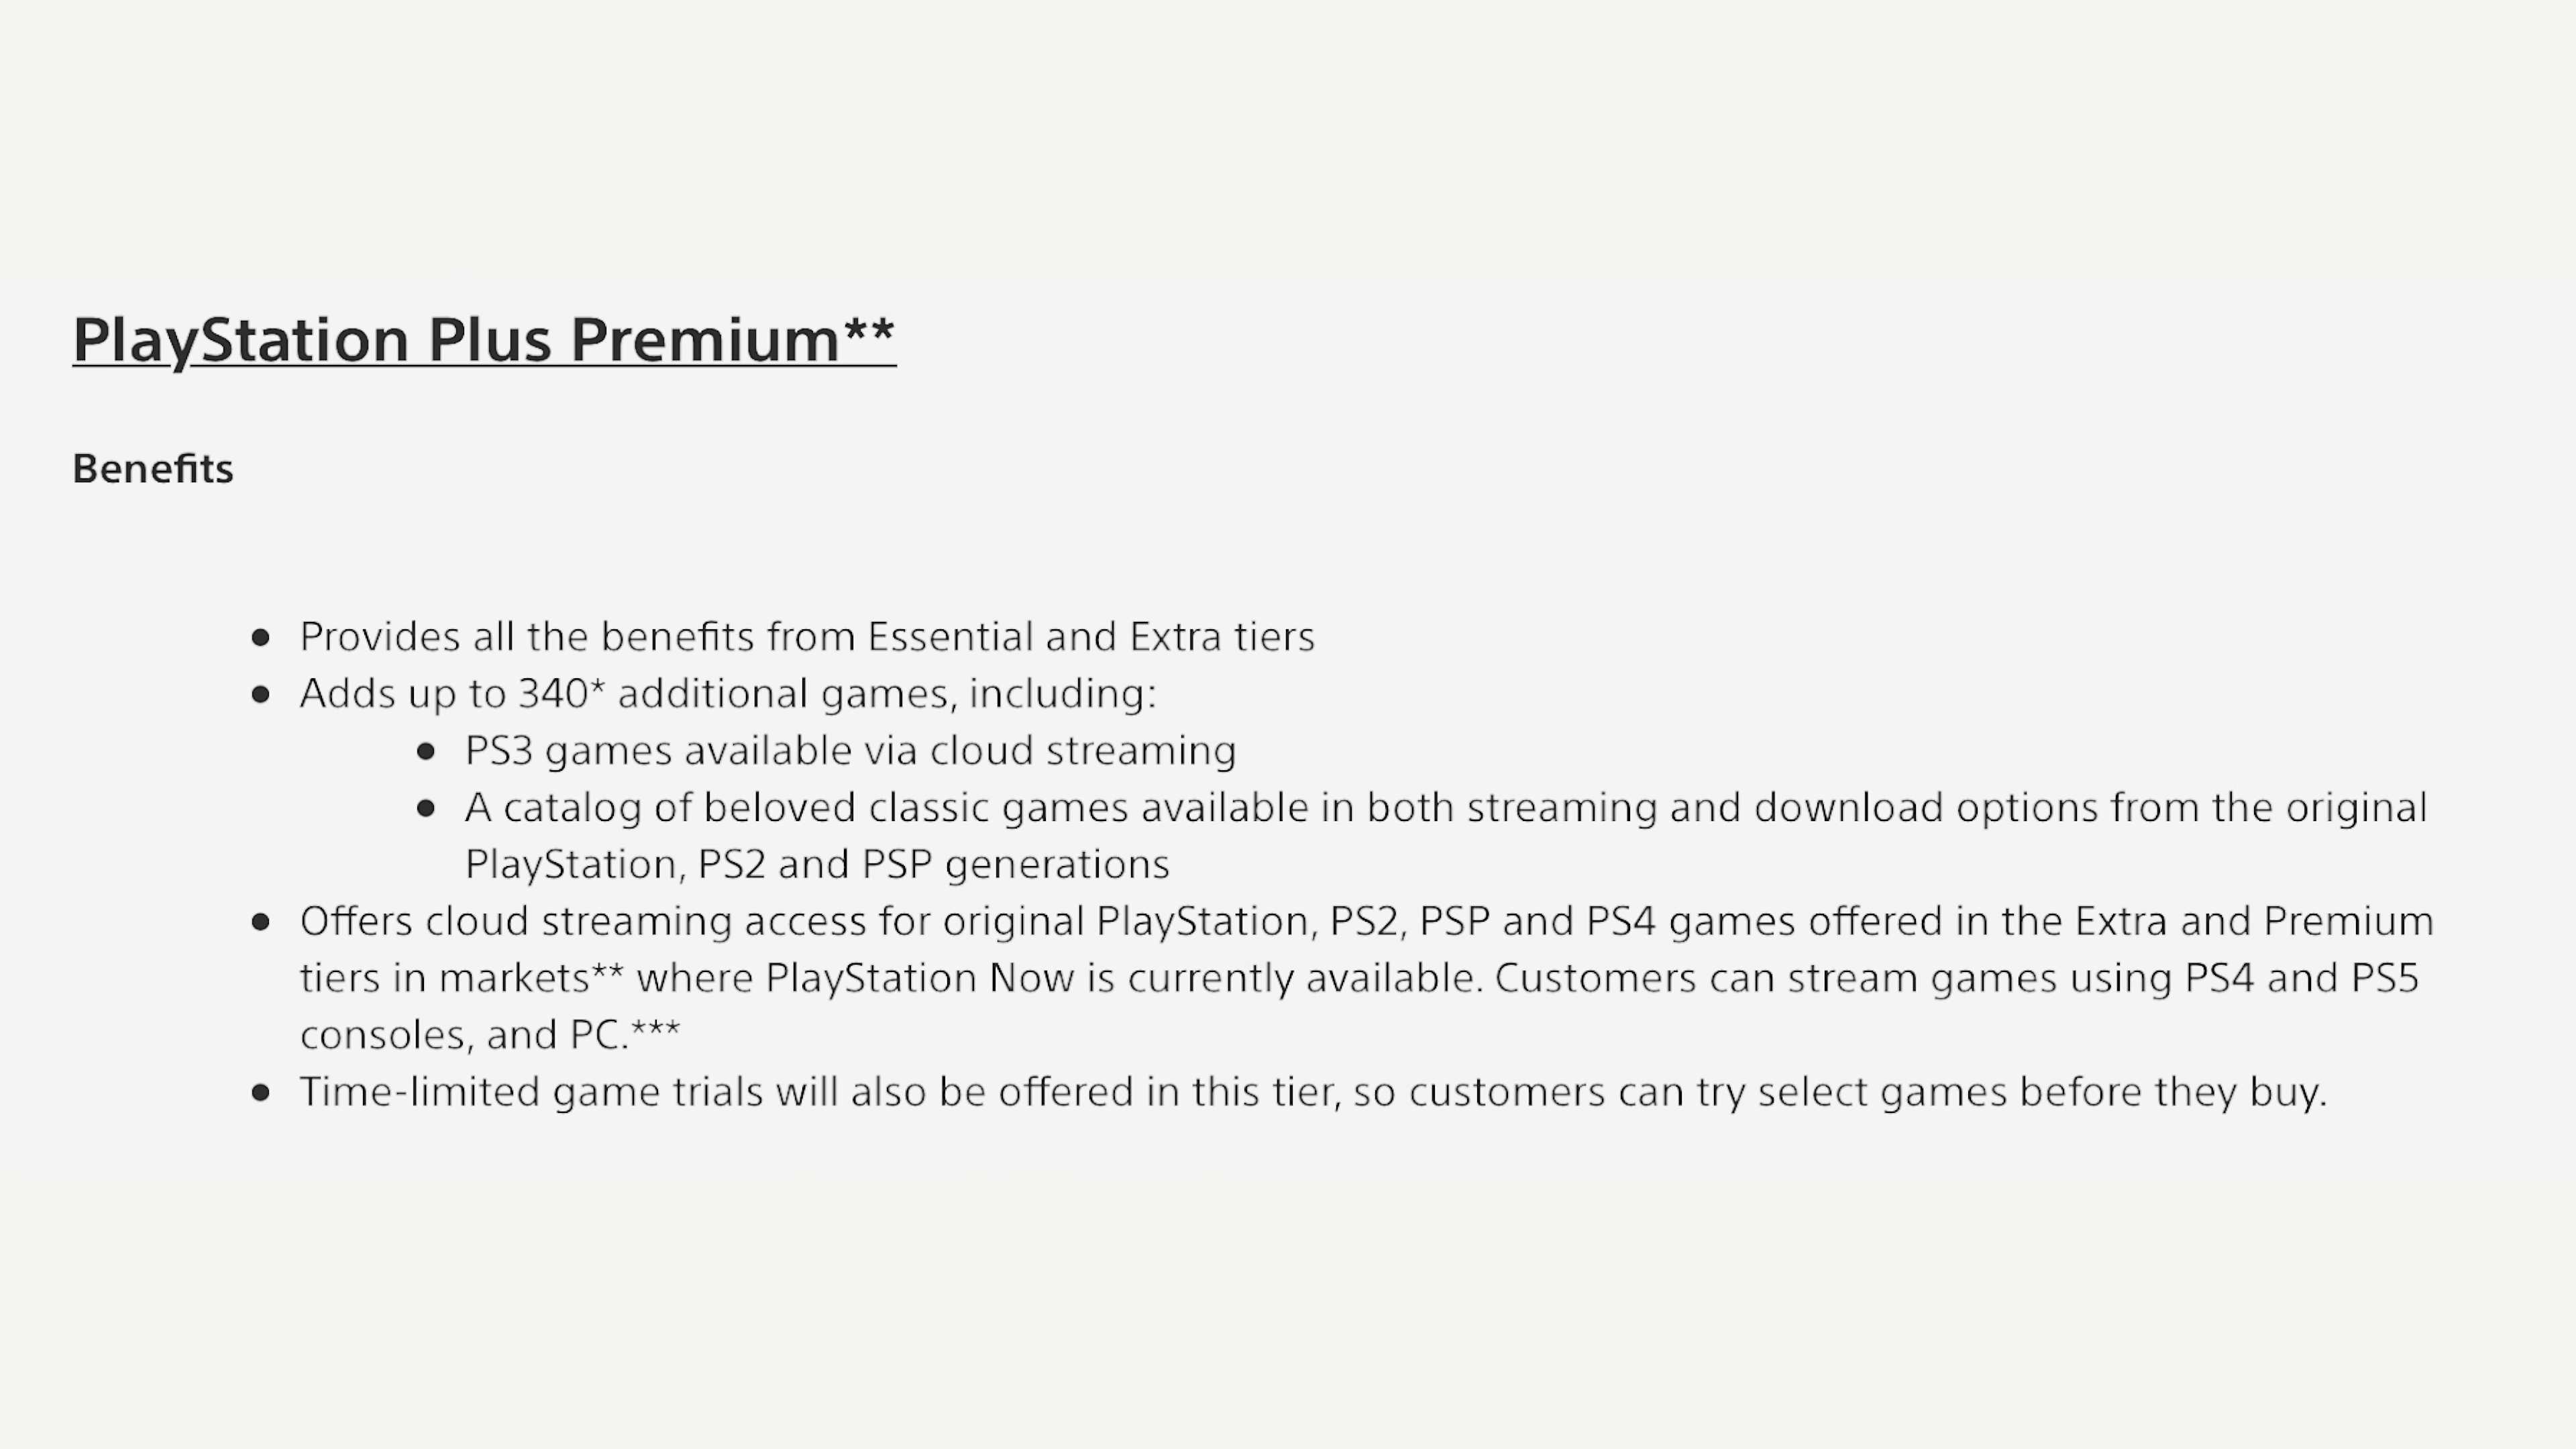 PlayStation Plus Premium**
Benefits
● Provides all the benefits from Essential and Extra tiers
● Adds up to 340* additional games, including:
● PS3 games available via cloud streaming
● A catalog of beloved classic games available in both streaming and download options from the original
PlayStation, PS2 and PSP generations
● Offers cloud streaming access for original PlayStation, PS2, PSP and PS4 games offered in the Extra and Premium
tiers in markets** where PlayStation Now is currently available. Customers can stream games using PS4 and PS5
consoles, and PC.***
● Time-limited game trials will also be offered in this tier, so customers can try select games before they buy.